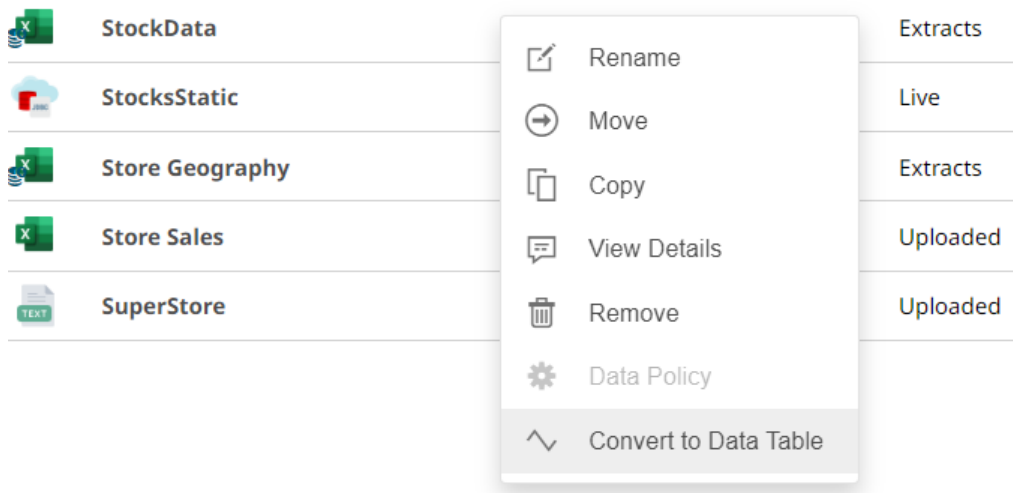 StockData
Extracts
Rename
StocksStatic
Live
Move
Store Geography
Extracts
Copy
Store Sales
Uploaded
View Details
TEXT
SuperStore
Uploaded
Remove
Data Policy
Convert to Data Table